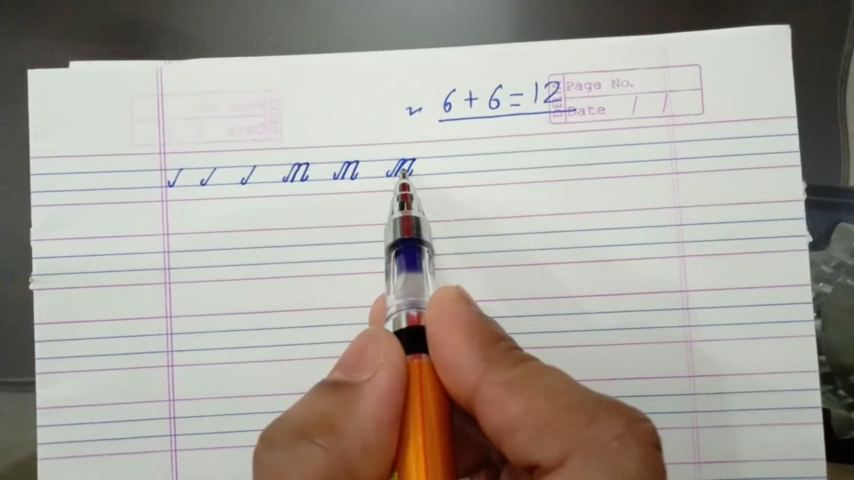 6 + 6 = 12
Page No.
Date / /
✓ ✓ ✓ m m m